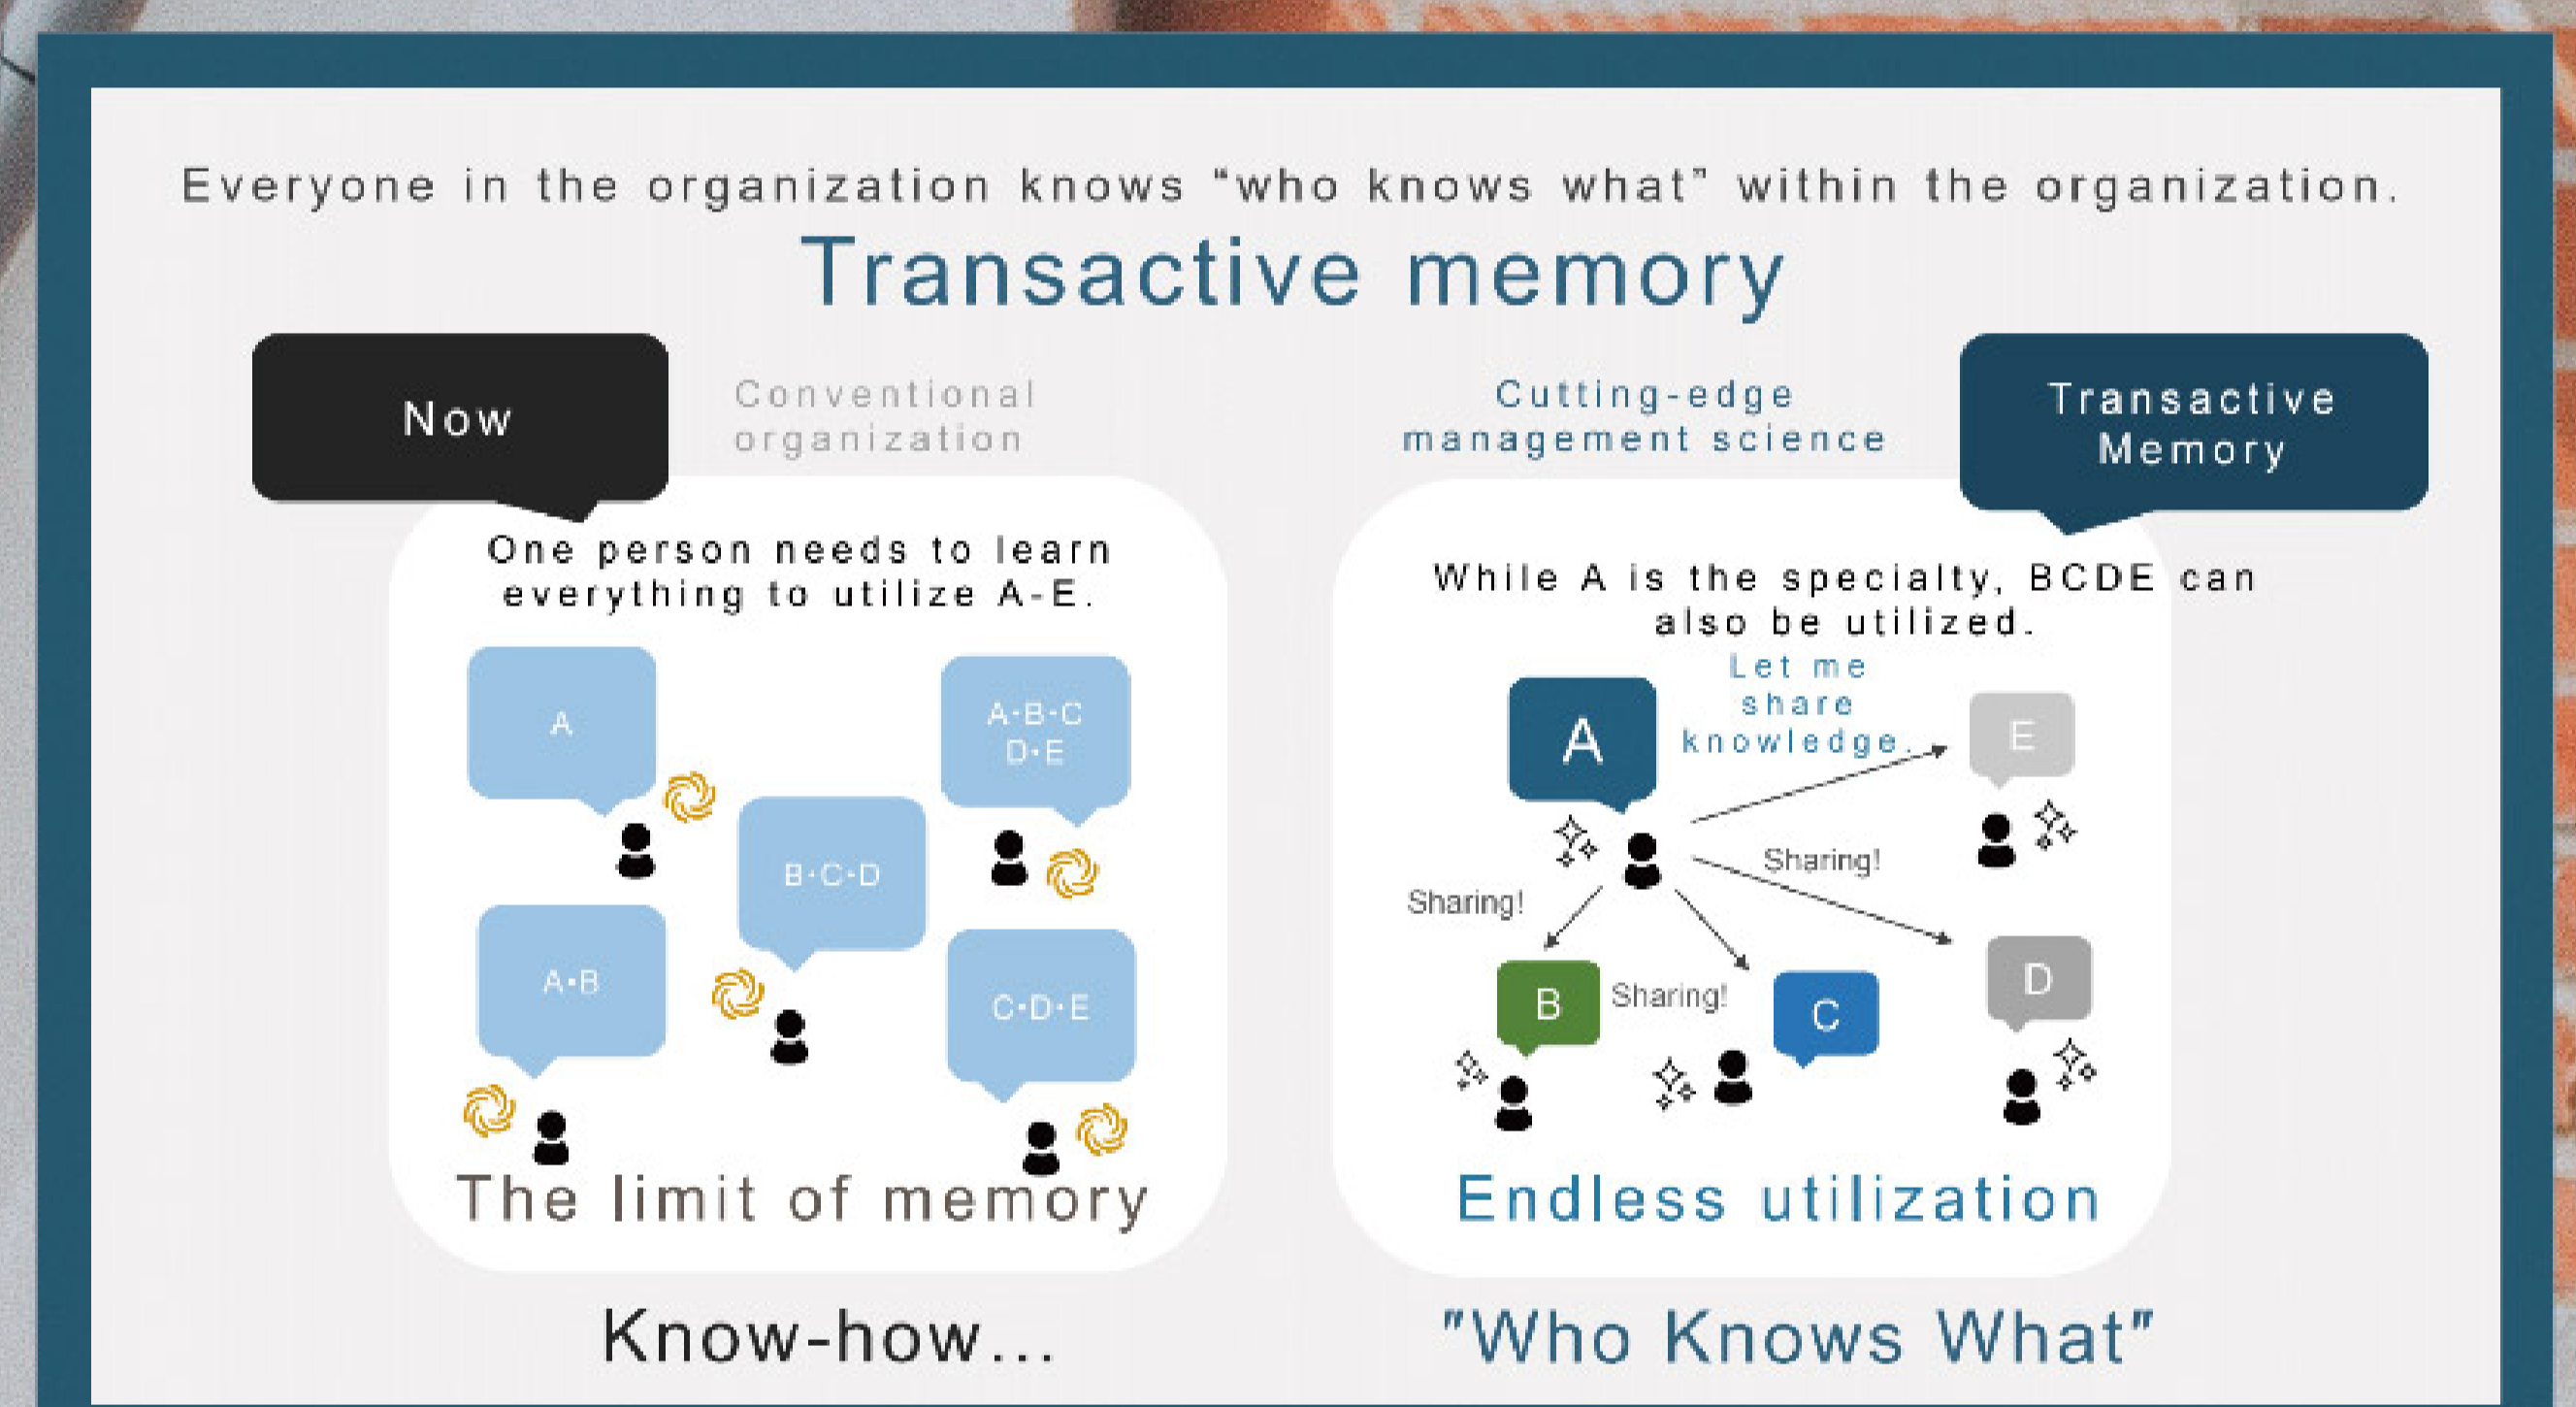 Everyone in the organization knows “who knows what” within the organization.
Transactive memory
Now
Conventional
organization
One person needs to learn
everything to utilize A-E.
A
A・B・C
D・E
B・C・D
A・B
C・D・E
The limit of memory
Know-how...
Cutting-edge
management science
Transactive
Memory
While A is the specialty, BCDE can
also be utilized.
Let me
share
knowledge.
A
E
Sharing!
Sharing!
B
Sharing!
C
D
Endless utilization
"Who Knows What"